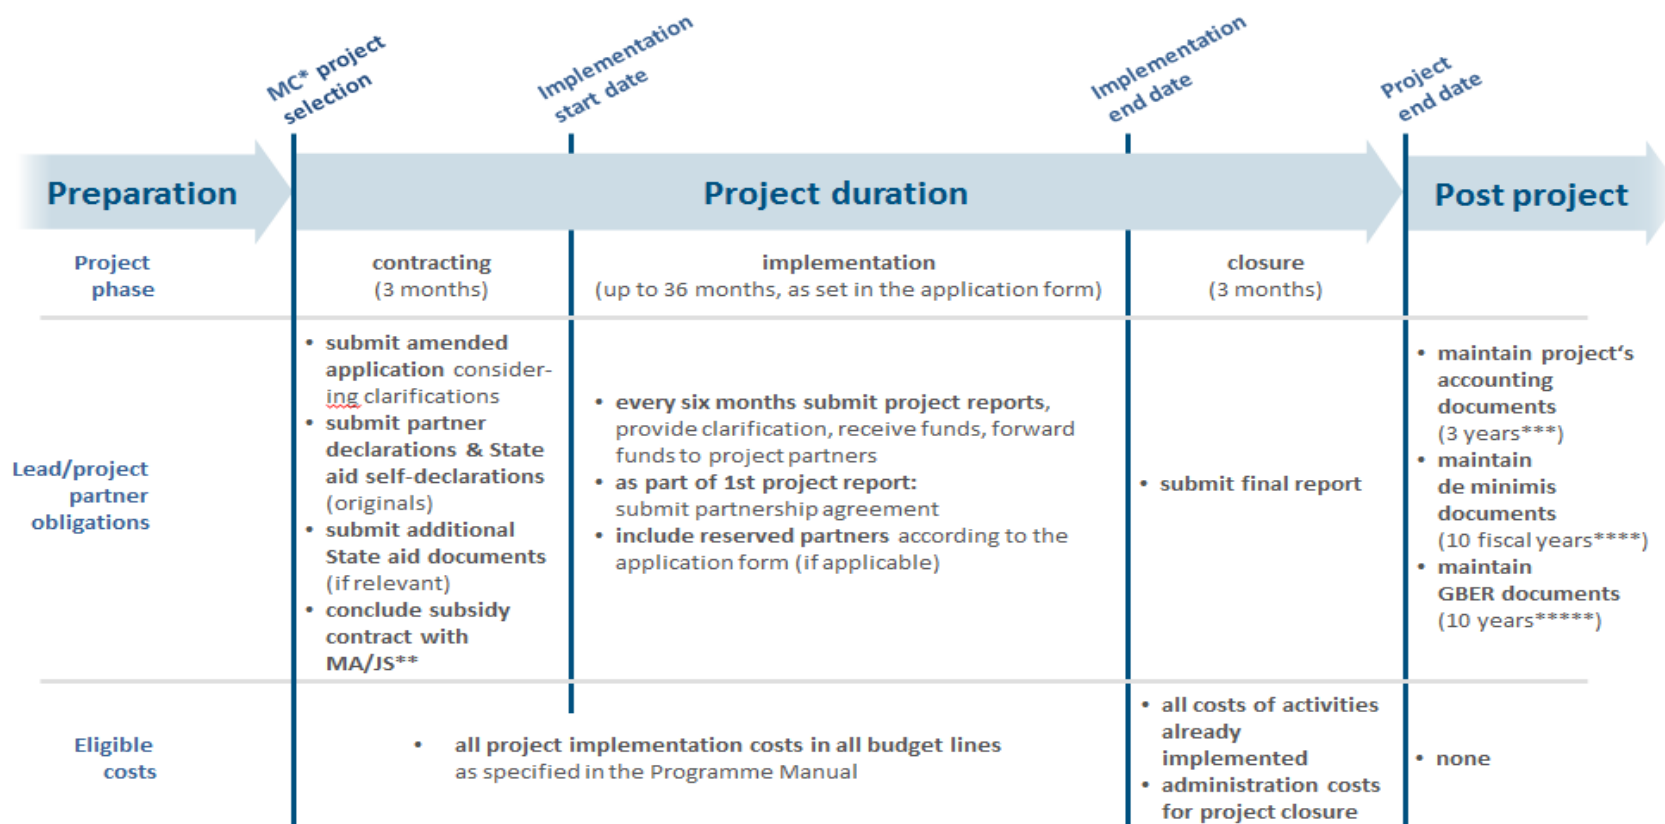 MC* project
selection
Implementation
start date
Implementation
end date
Project
end date
Preparation
Project duration
Post project
Project
phase
contracting
(3 months)
implementation
(up to 36 months, as set in the application form)
closure
(3 months)
Lead/project
partner
obligations
• submit amended
application consider-
ing clarifications
• submit partner
declarations & State
aid self-declarations
(originals)
• submit additional
State aid documents
(if relevant)
• conclude subsidy
contract with
MA/JS**
• every six months submit project reports,
provide clarification, receive funds, forward
funds to project partners
• as part of 1st project report:
submit partnership agreement
• include reserved partners according to the
application form (if applicable)
• submit final report
• maintain project‘s
accounting
documents
(3 years***)
• maintain
de minimis
documents
(10 fiscal years****)
• maintain
GBER documents
(10 years*****)
Eligible
costs
• all project implementation costs in all budget lines
as specified in the Programme Manual
• all costs of activities
already
implemented
• administration costs
for project closure
• none